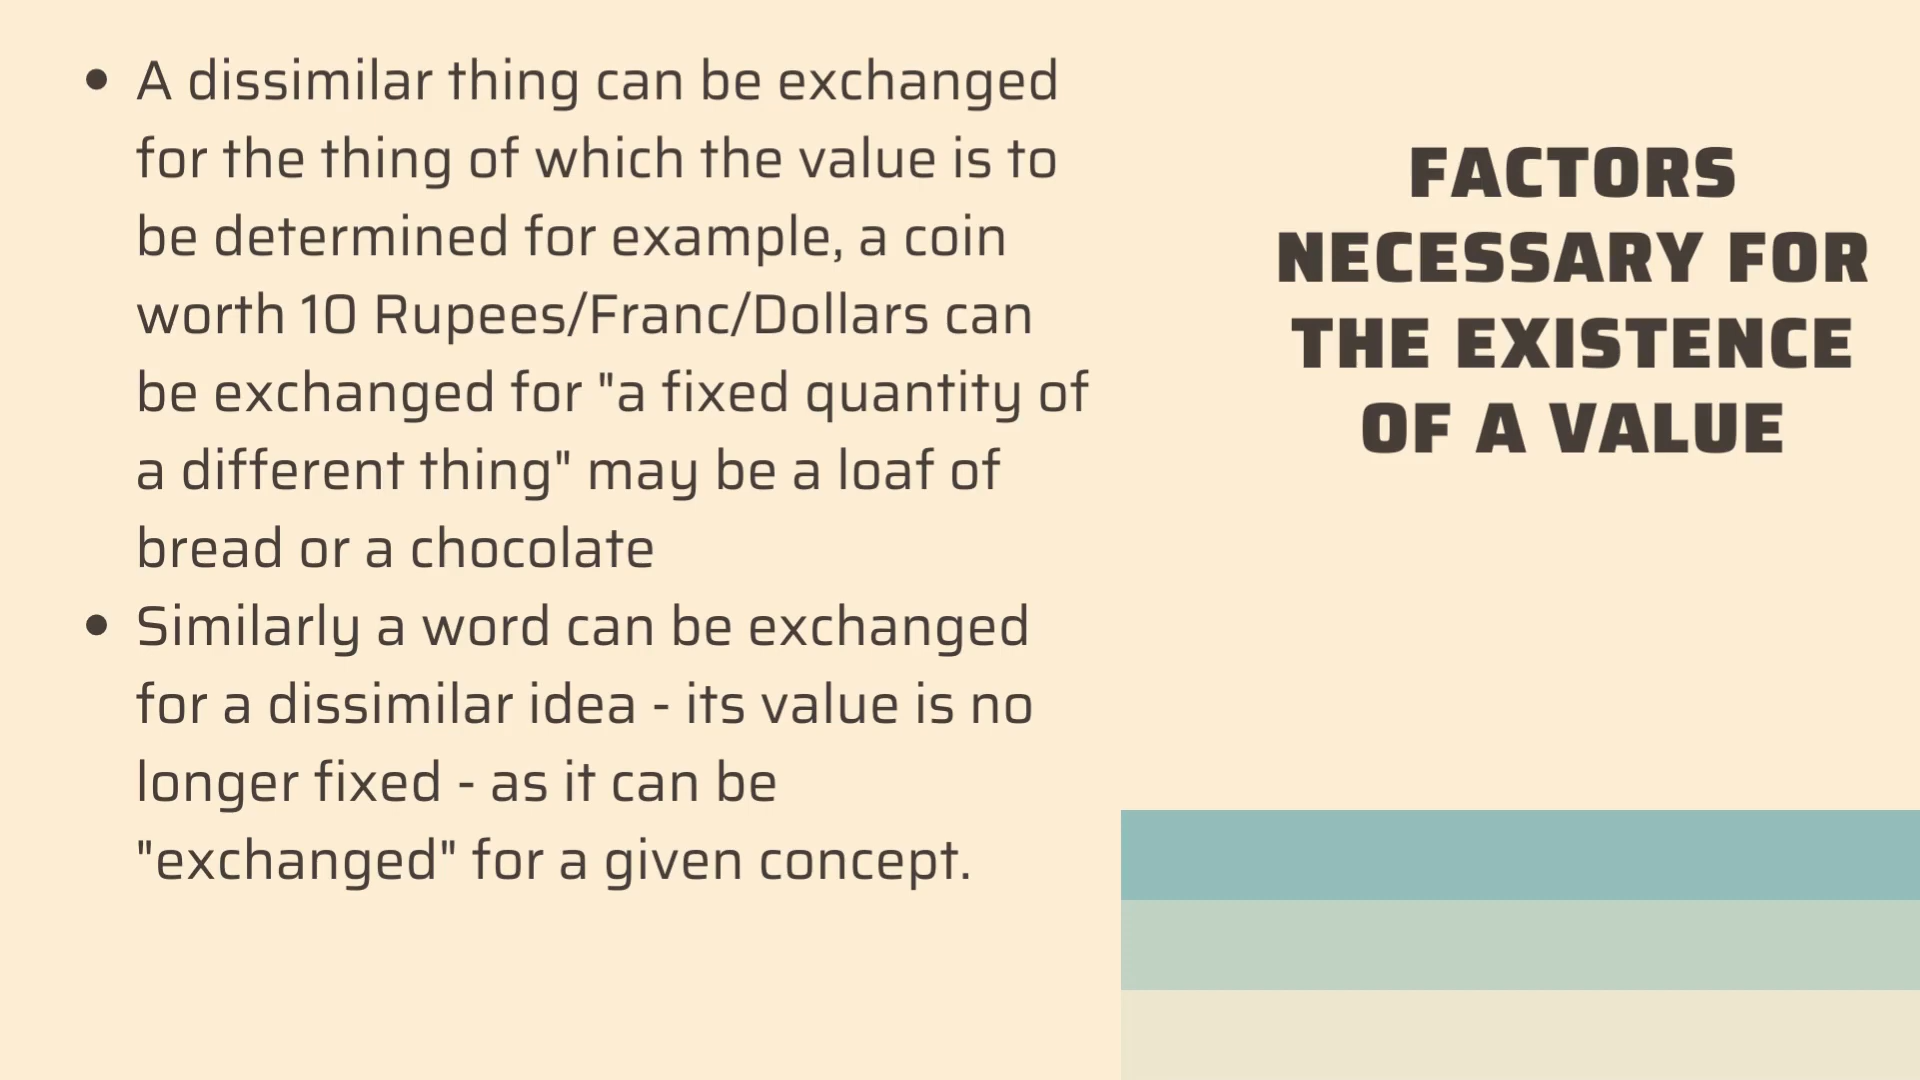 • A dissimilar thing can be exchanged
for the thing of which the value is to
be determined for example, a coin
worth 10 Rupees/Franc/Dollars can
be exchanged for "a fixed quantity of
a different thing" may be a loaf of
bread or a chocolate
• Similarly a word can be exchanged
for a dissimilar idea - its value is no
longer fixed - as it can be
"exchanged" for a given concept.
FACTORS
NECESSARY FOR
THE EXISTENCE
OF A VALUE